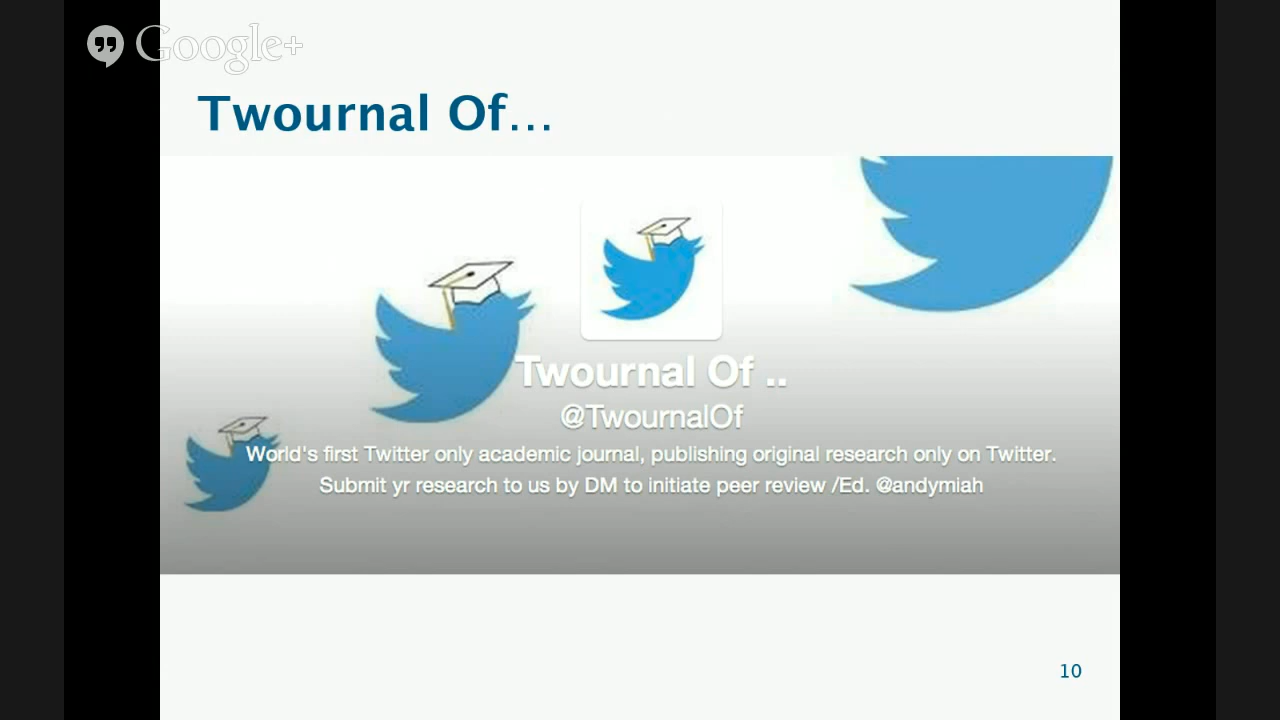 Google+
Twournal Of...
Twournal Of ..
@TwournalOf
World's first Twitter only academic journal, publishing original research only on Twitter.
Submit yr research to us by DM to initiate peer review /Ed. @andymiah
10